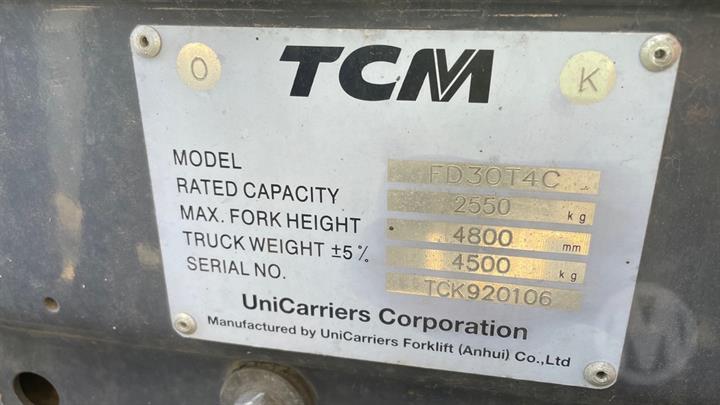 O TCM K
MODEL FD30T4C
RATED CAPACITY 2550 kg
MAX. FORK HEIGHT 4800 mm
TRUCK WEIGHT ±5% 4500 kg
SERIAL NO. TCK920106
UniCarriers Corporation
Manufactured by UniCarriers Forklift (Anhui) Co.,Ltd
M